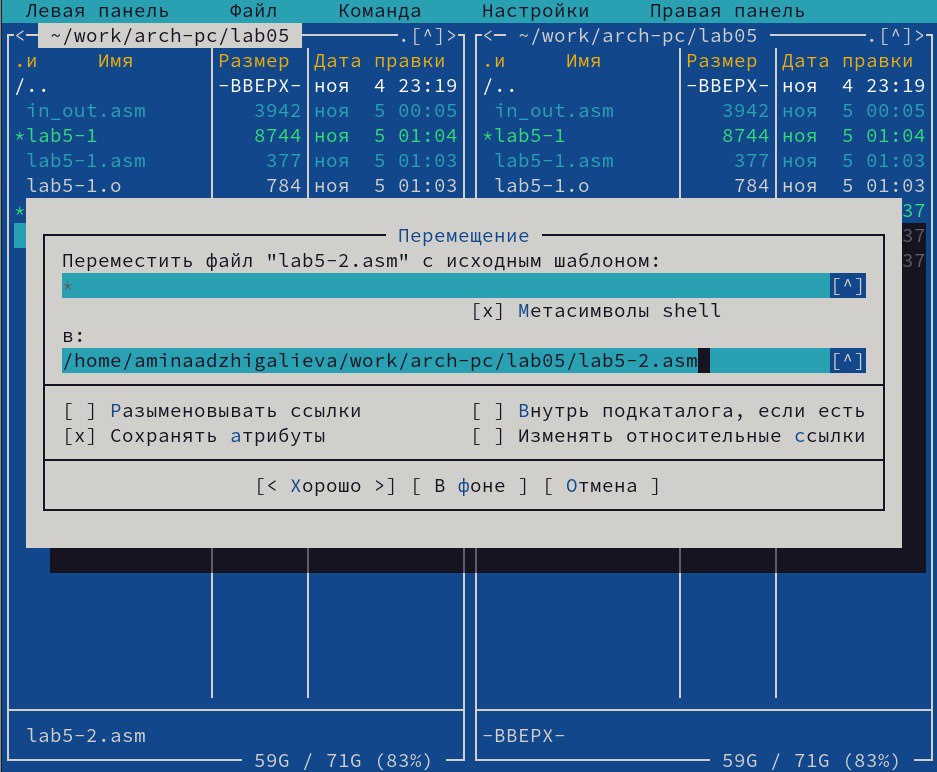 Левая панель Файл Команда Настройки Правая панель
<─ ~/work/arch-pc/lab05 .[^]> <─ ~/work/arch-pc/lab05 .[^]>
.и Имя Размер Дата правки .и Имя Размер Дата правки
/.. -ВВЕРХ- ноя 4 23:19 /.. -ВВЕРХ- ноя 4 23:19
in_out.asm 3942 ноя 5 00:05 in_out.asm 3942 ноя 5 00:05
*lab5-1 8744 ноя 5 01:04 *lab5-1 8744 ноя 5 01:04
lab5-1.asm 377 ноя 5 01:03 lab5-1.asm 377 ноя 5 01:03
lab5-1.o 784 ноя 5 01:03 lab5-1.o 784 ноя 5 01:03
* 37
37
37
Перемещение
Переместить файл "lab5-2.asm" с исходным шаблоном:
* [^]
[x] Метасимволы shell
в:
/home/aminaadzhigalieva/work/arch-pc/lab05/lab5-2.asm [^]
[ ] Разыменовывать ссылки [ ] Внутрь подкаталога, если есть
[x] Сохранять атрибуты [ ] Изменять относительные ссылки
[< Хорошо >] [ В фоне ] [ Отмена ]
lab5-2.asm -ВВЕРХ-
59G / 71G (83%) 59G / 71G (83%)